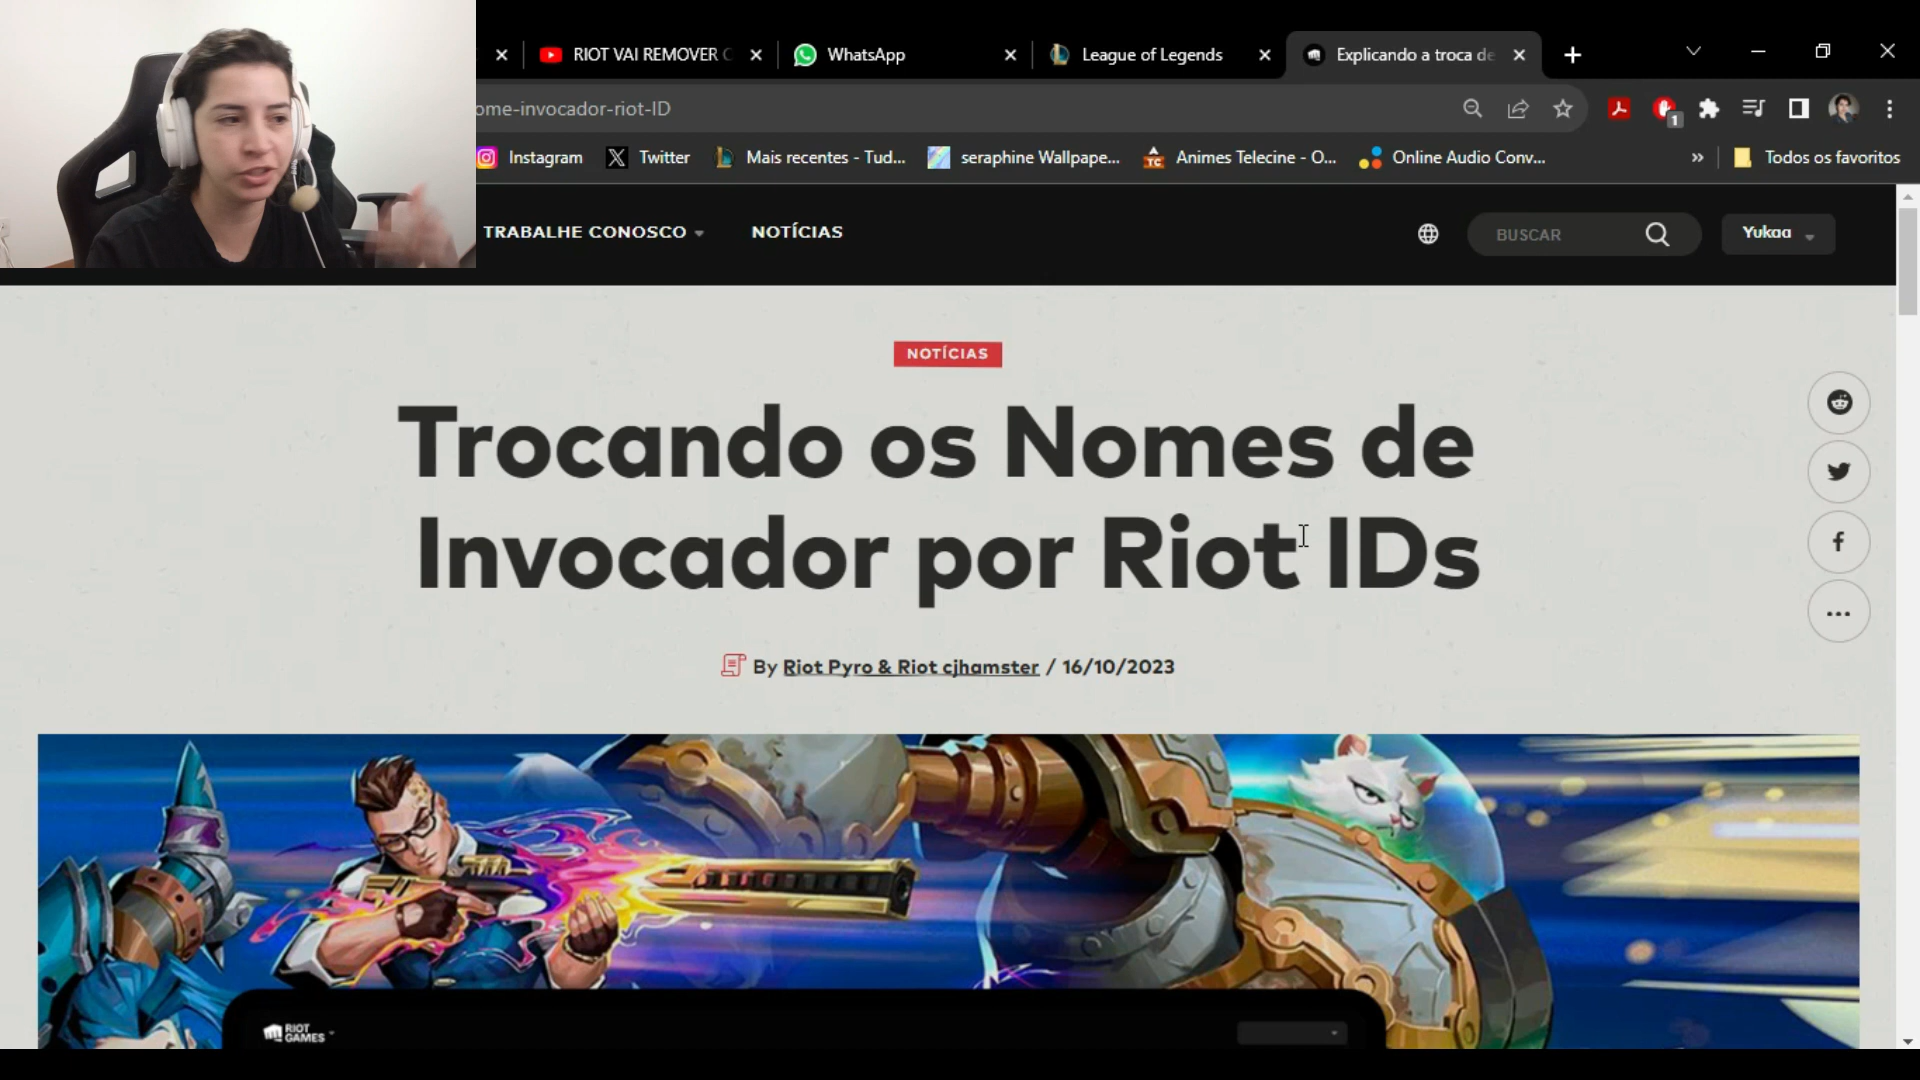 RIOT VAI REMOVER
WhatsApp
League of Legends
Explicando a troca de
ome-invocador-riot-ID
1
Instagram
Twitter
Mais recentes - Tud...
seraphine Wallpape...
Animes Telecine - O...
Online Audio Conv...
»
Todos os favoritos
TRABALHE CONOSCO
NOTÍCIAS
BUSCAR
Yukaa
NOTÍCIAS
Trocando os Nomes de
Invocador por Riot IDs
By Riot Pyro & Riot cjhamster / 16/10/2023
RIOT
GAMES